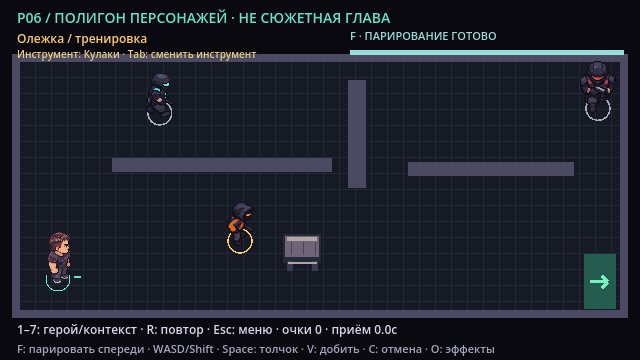 P06 / ПОЛИГОН ПЕРСОНАЖЕЙ · НЕ СЮЖЕТНАЯ ГЛАВА
Олежка / тренировка
F · ПАРИРОВАНИЕ ГОТОВО
Инструмент: Кулаки · Tab: сменить инструмент
1–7: герой/контекст · R: повтор · Esc: меню · очки 0 · приём 0.0с
F: парировать спереди · WASD/Shift · Space: толчок · V: добить · C: отмена · O: эффекты